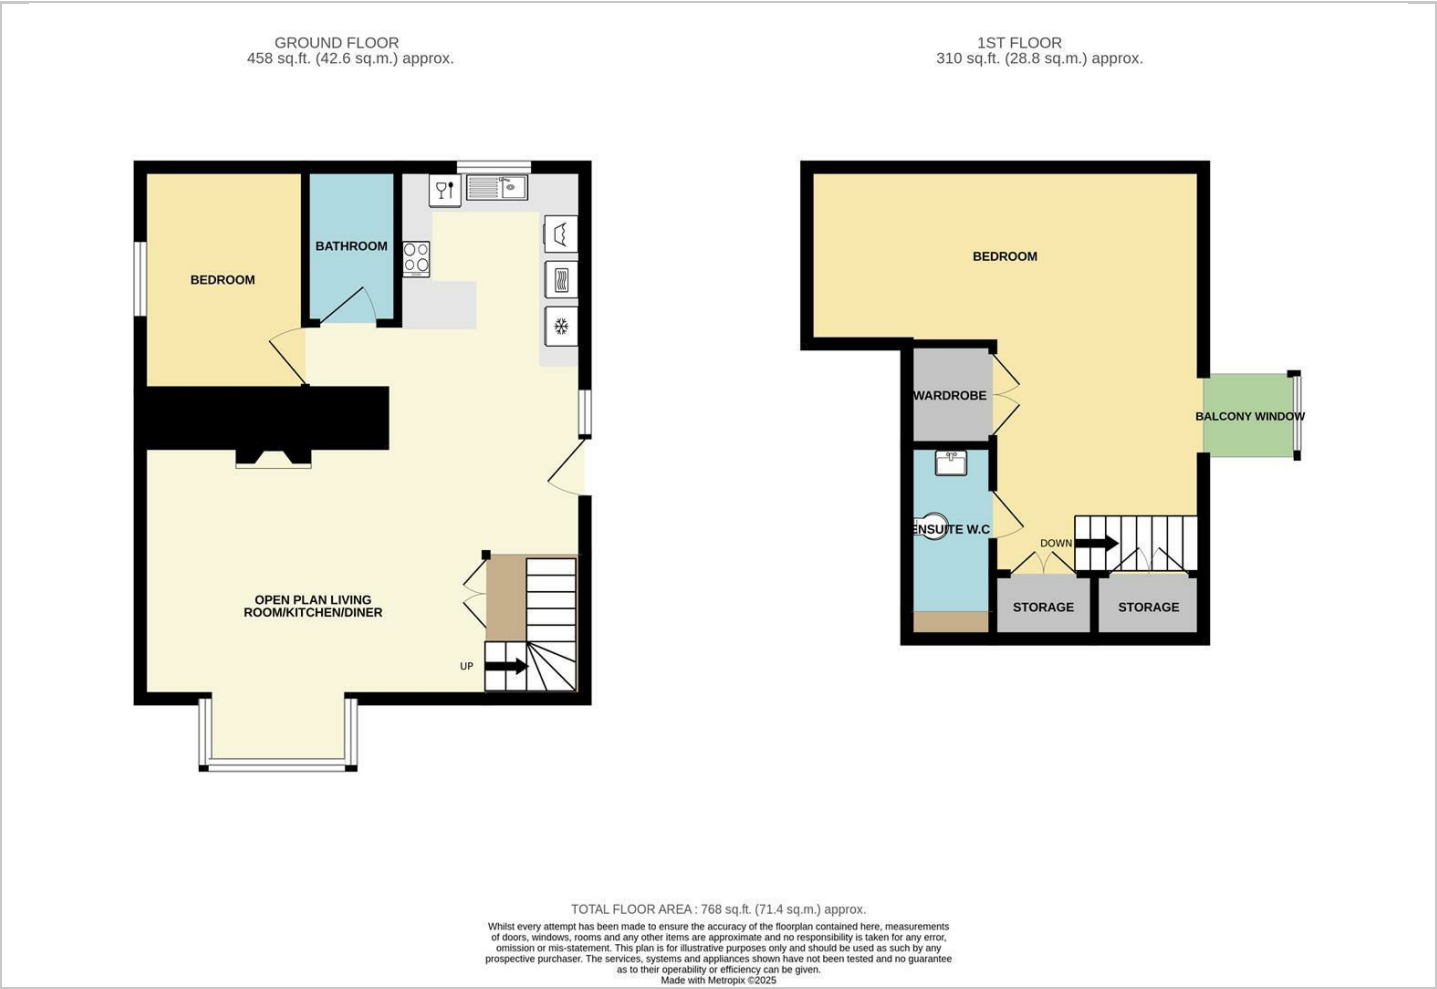 GROUND FLOOR
458 sq.ft. (42.6 sq.m.) approx.
1ST FLOOR
310 sq.ft. (28.8 sq.m.) approx.
BEDROOM
BATHROOM
OPEN PLAN LIVING
ROOM/KITCHEN/DINER
UP
BEDROOM
WARDROBE
BALCONY WINDOW
ENSUITE W.C
DOWN
STORAGE
STORAGE
TOTAL FLOOR AREA : 768 sq.ft. (71.4 sq.m.) approx.
Whilst every attempt has been made to ensure the accuracy of the floorplan contained here, measurements
of doors, windows, rooms and any other items are approximate and no responsibility is taken for any error,
omission or mis-statement. This plan is for illustrative purposes only and should be used as such by any
prospective purchaser. The services, systems and appliances shown have not been tested and no guarantee
as to their operability or efficiency can be given.
Made with Metropix ©2025